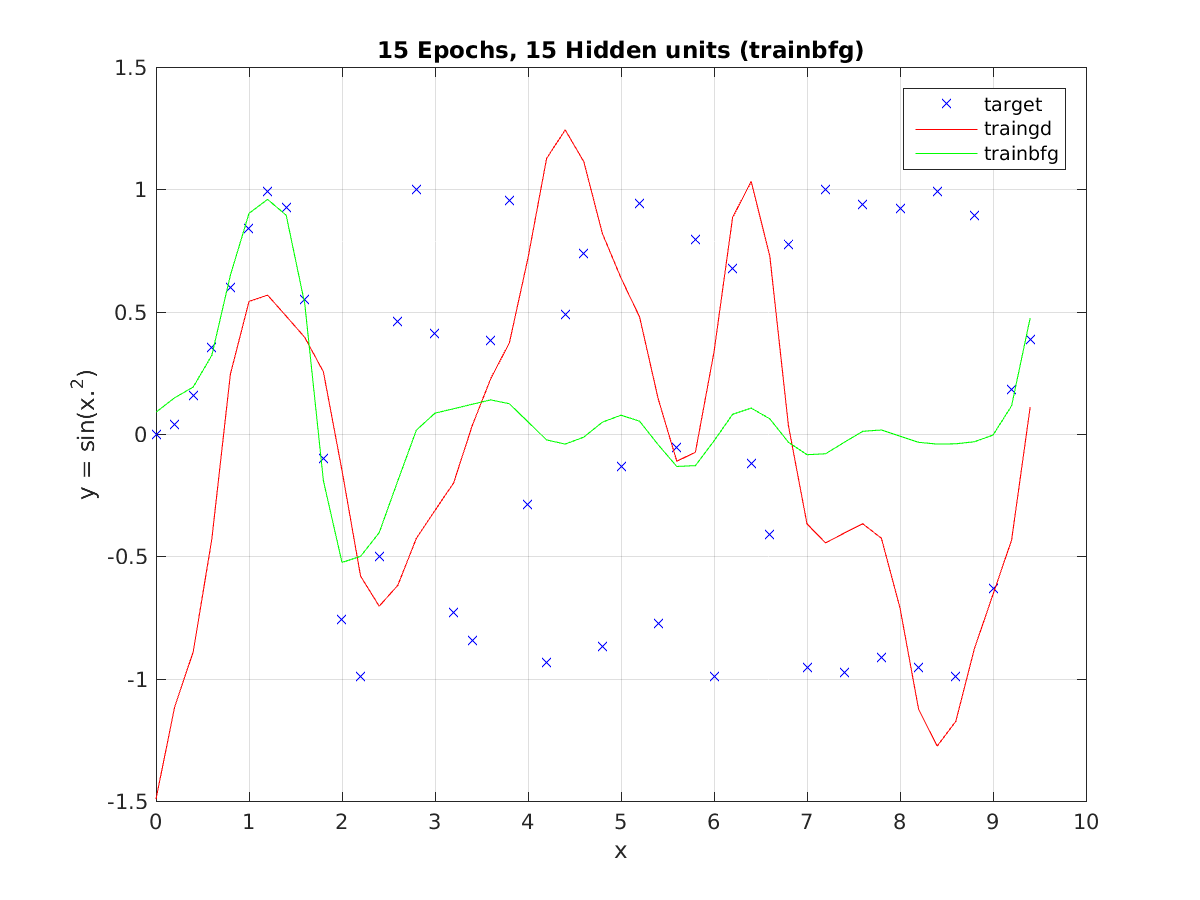 15 Epochs, 15 Hidden units (trainbfg)
target
traingd
trainbfg
y = sin(x.²)
1.5
1
0.5
0
-0.5
-1
-1.5
0 1 2 3 4 5 6 7 8 9 10
x